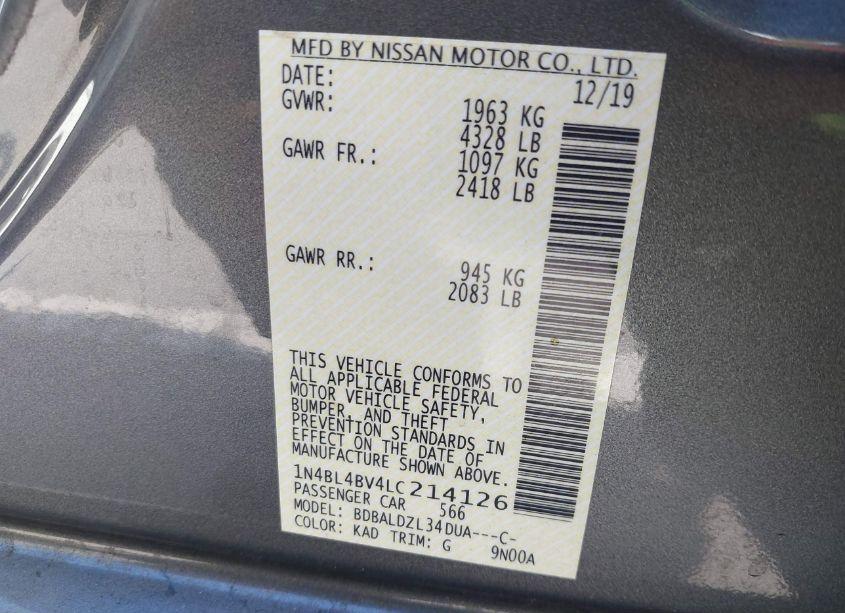 MFD BY NISSAN MOTOR CO., LTD.
DATE: 12/19
GVWR: 1963 KG
4328 LB
GAWR FR.: 1097 KG
2418 LB
GAWR RR.: 945 KG
2083 LB
THIS VEHICLE CONFORMS TO
ALL APPLICABLE FEDERAL
MOTOR VEHICLE SAFETY,
BUMPER, AND THEFT
PREVENTION STANDARDS IN
EFFECT ON THE DATE OF
MANUFACTURE SHOWN ABOVE.
1N4BL4BV4LC214126
PASSENGER CAR 566
MODEL: BDBALDZL34DUA---C-
COLOR: KAD TRIM: G 9N00A